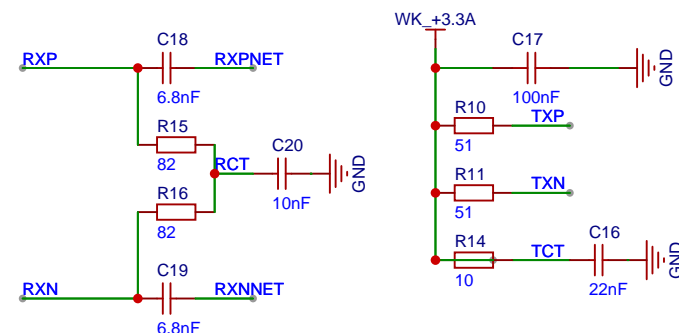 C18
RXP
RXPNET
6.8nF
R15
82
RCT
C20
10nF
GND
R16
82
C19
RXN
RXNNET
6.8nF
WK_+3.3A
C17
100nF
GND
R10
TXP
51
R11
TXN
51
R14
TCT
10
C16
22nF
GND